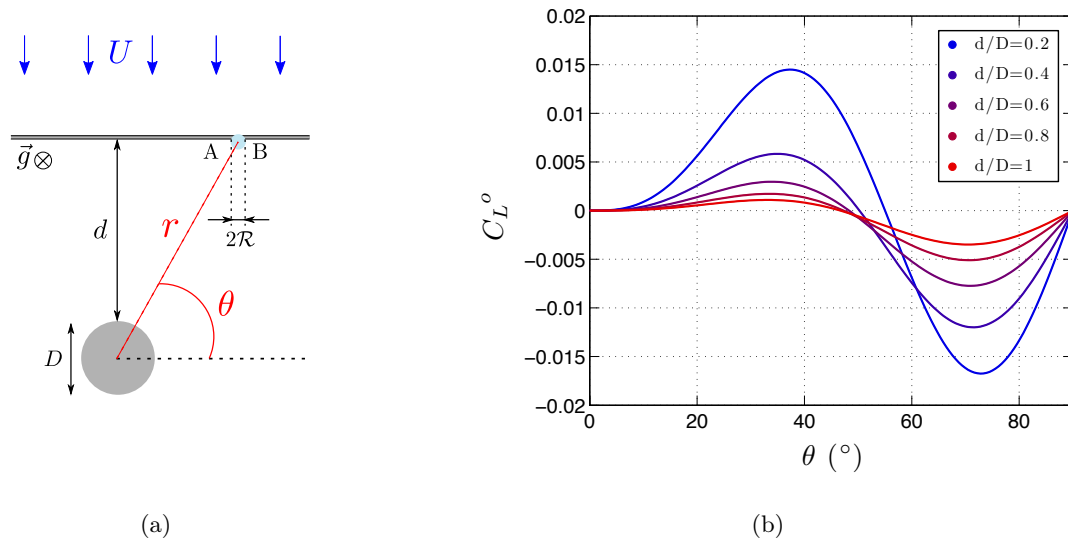 U
g⃗⊗
A
B
d
r
2R
θ
D
(a)
0.02
0.015
0.01
0.005
0
−0.005
−0.01
−0.015
−0.02
C_L^o
0
20
40
60
80
θ (°)
d/D=0.2
d/D=0.4
d/D=0.6
d/D=0.8
d/D=1
(b)